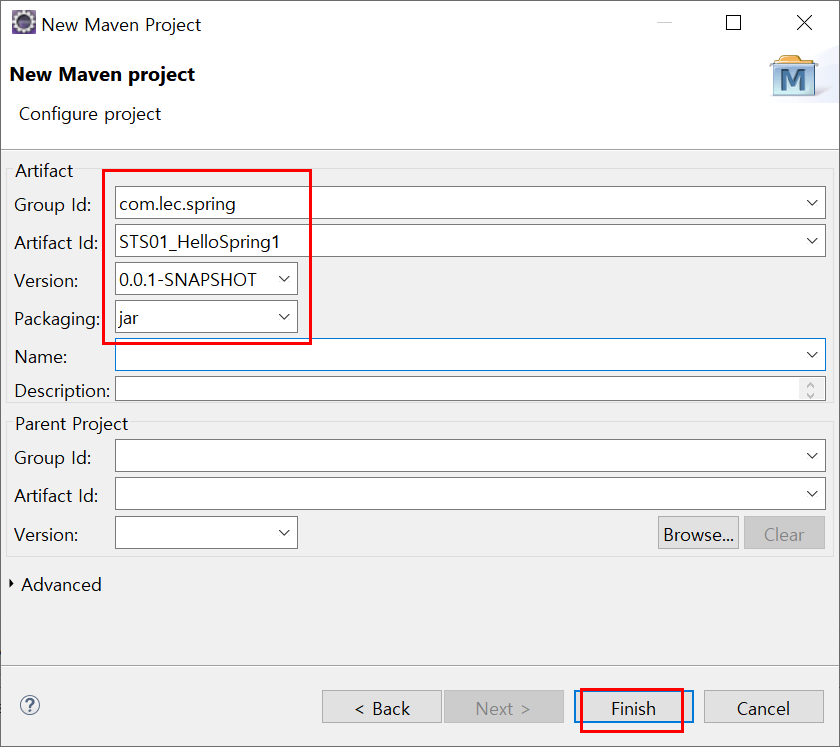 New Maven Project
New Maven project
M
Configure project
Artifact
Group Id: com.lec.spring
Artifact Id: STS01_HelloSpring1
Version: 0.0.1-SNAPSHOT
Packaging: jar
Name:
Description:
Parent Project
Group Id:
Artifact Id:
Version: Browse... Clear
Advanced
? < Back Next > Finish Cancel